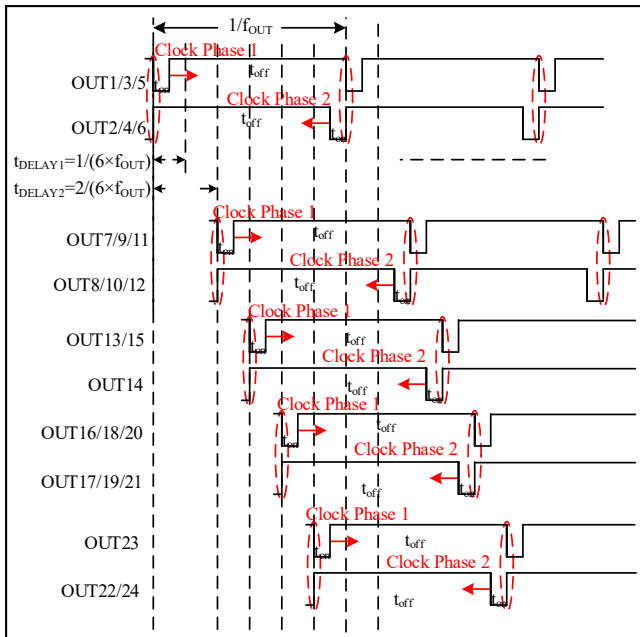 1/fOUT
Clock Phase 1
OUT1/3/5
ton
toff
Clock Phase 2
OUT2/4/6
toff
ton
tDELAY1=1/(6×fOUT)
tDELAY2=2/(6×fOUT)
Clock Phase 1
OUT7/9/11
ton
toff
Clock Phase 2
OUT8/10/12
toff
ton
Clock Phase 1
OUT13/15
ton
toff
Clock Phase 2
OUT14
toff
ton
Clock Phase 1
OUT16/18/20
ton
toff
Clock Phase 2
OUT17/19/21
toff
ton
Clock Phase 1
OUT23
ton
toff
Clock Phase 2
OUT22/24
toff
ton